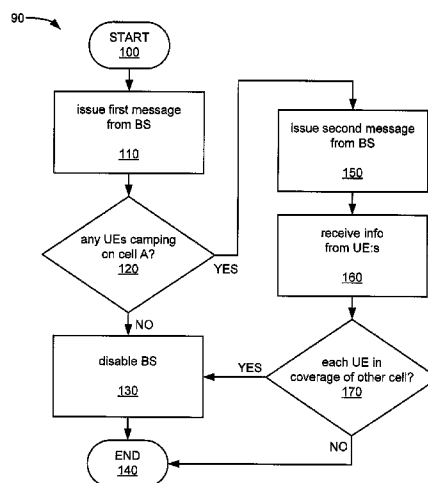 90
START
100
issue first message
from BS
110
any UEs camping
on cell A?
120
YES
NO
disable BS
130
END
140
issue second message
from BS
150
receive info
from UE:s
160
each UE in
coverage of other cell?
170
YES
NO